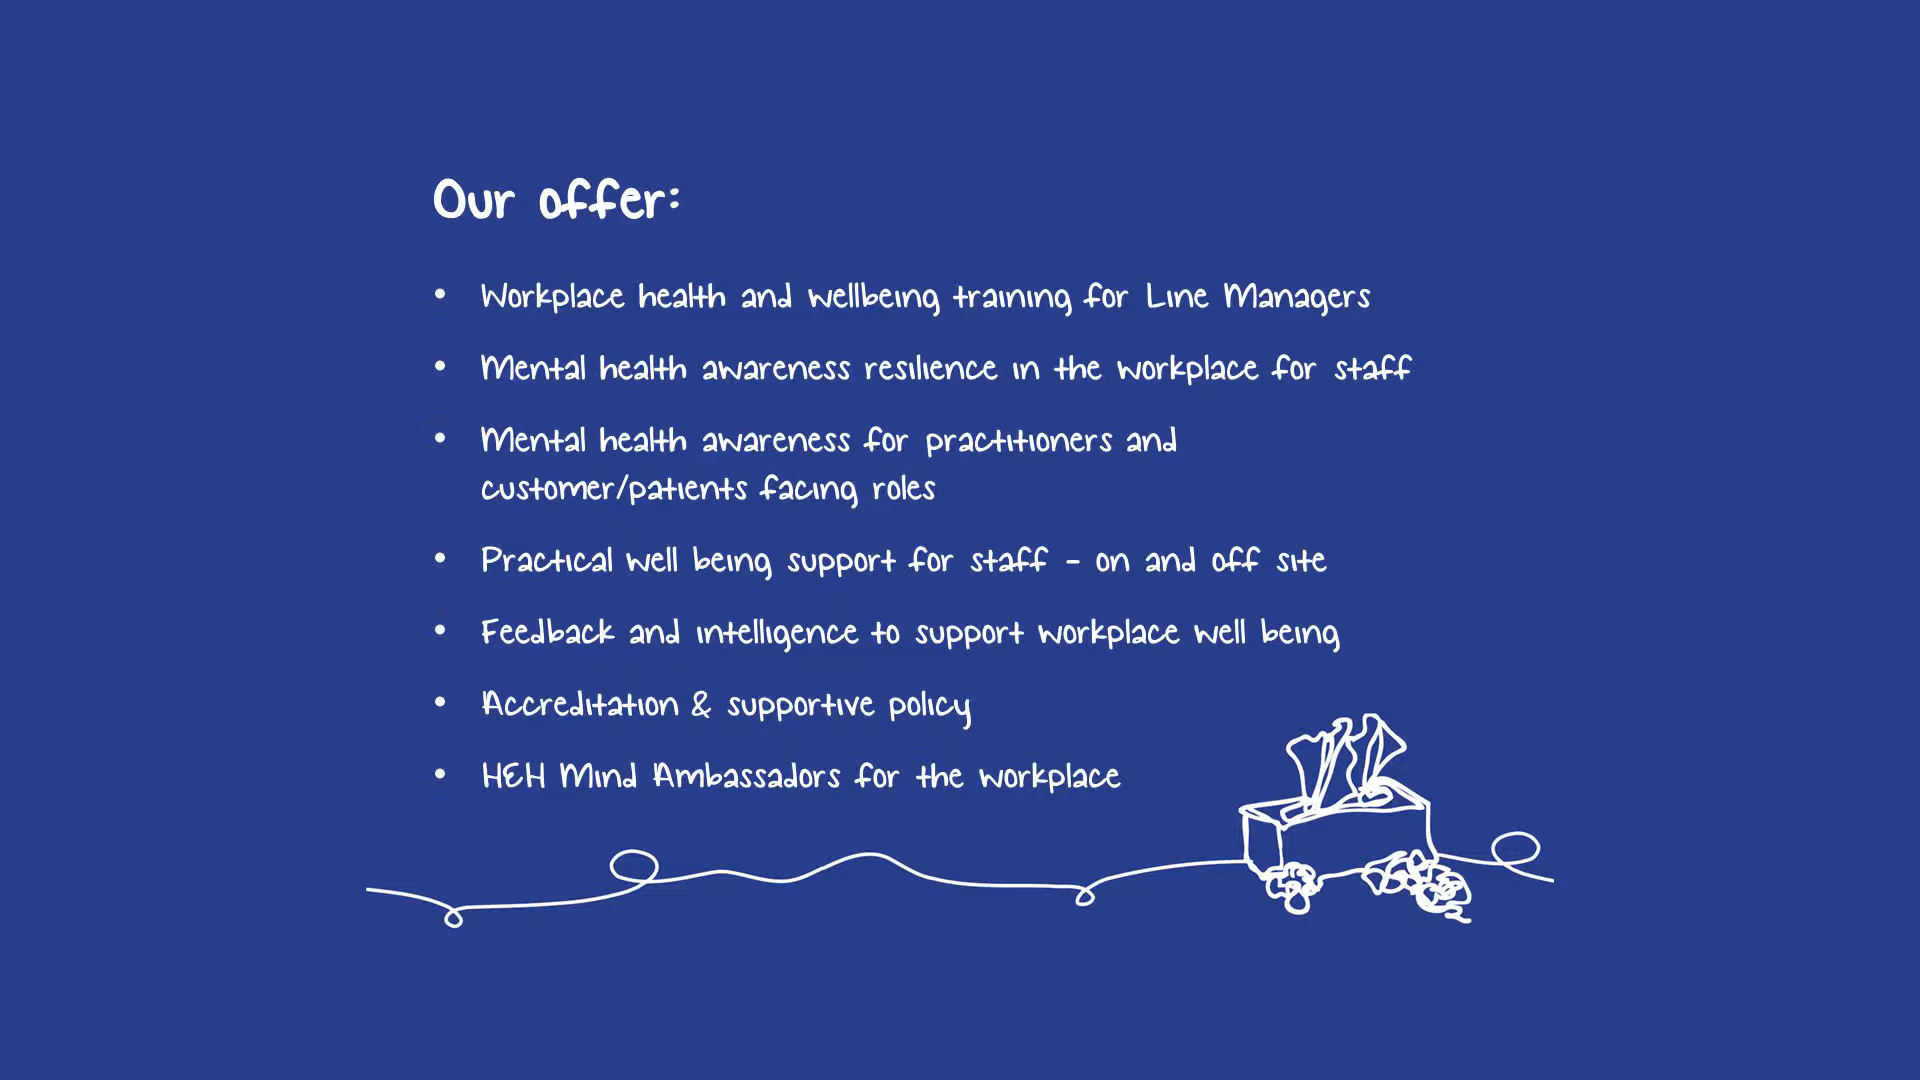 Our offer:
• Workplace health and wellbeing training for Line Managers
• Mental health awareness resilience in the workplace for staff
• Mental health awareness for practitioners and
customer/patients facing roles
• Practical well being support for staff - on and off site
• Feedback and intelligence to support workplace well being
• Accreditation & supportive policy
• HEH Mind Ambassadors for the workplace